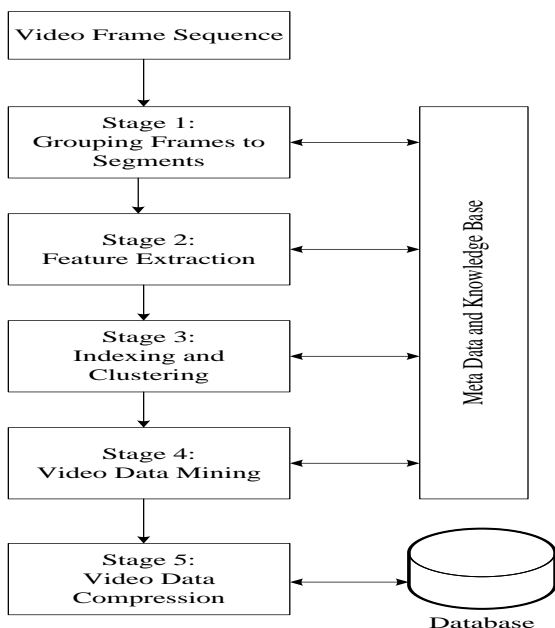 Video Frame Sequence
Stage 1:
Grouping Frames to
Segments
Stage 2:
Feature Extraction
Stage 3:
Indexing and
Clustering
Stage 4:
Video Data Mining
Stage 5:
Video Data
Compression
Meta Data and Knowledge Base
Database